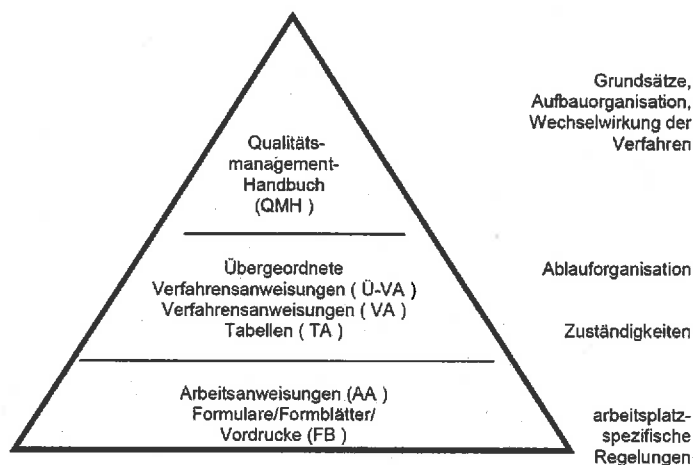 Grundsätze,
Aufbauorganisation,
Wechselwirkung der
Verfahren
Qualitäts-
management-
Handbuch
(QMH )
Übergeordnete
Verfahrensanweisungen ( Ü-VA )
Verfahrensanweisungen ( VA )
Tabellen ( TA )
Ablauforganisation
Zuständigkeiten
Arbeitsanweisungen (AA )
Formulare/Formblätter/
Vordrucke (FB )
arbeitsplatz-
spezifische
Regelungen